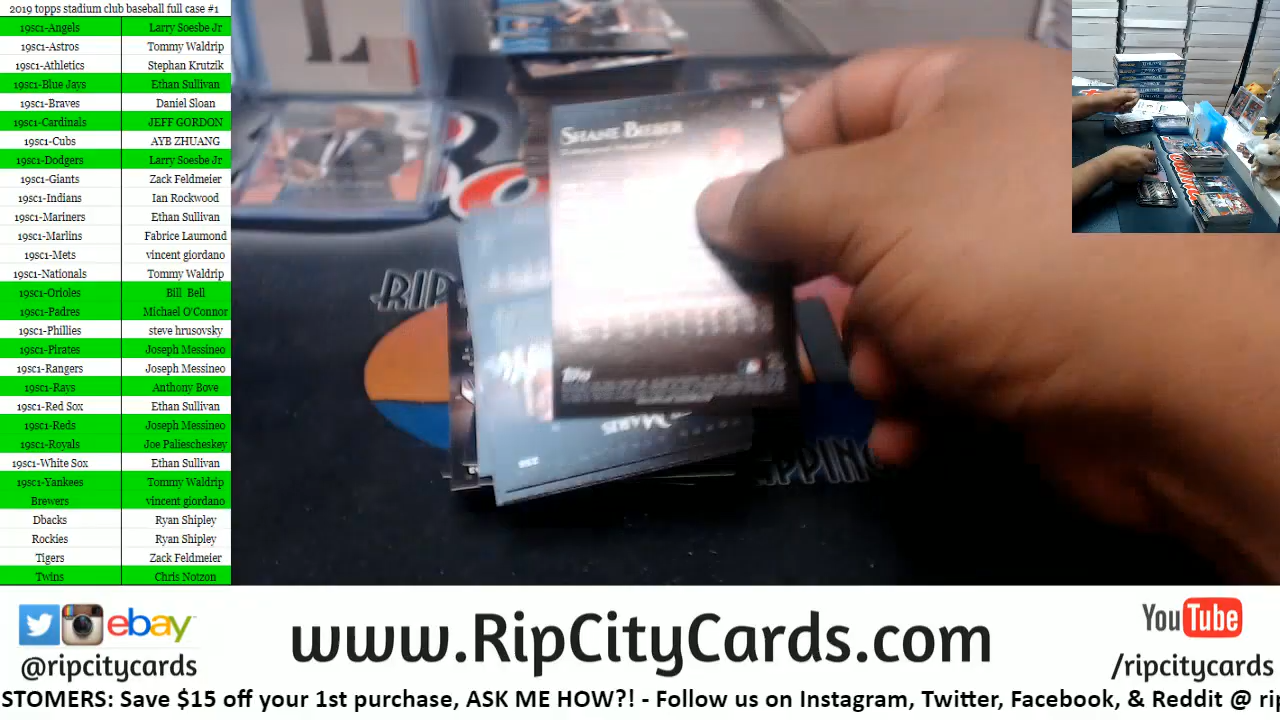 2019 topps stadium club baseball full case #1
19sc1-Angels Larry Soesbe Jr
19sc1-Astros Tommy Waldrip
19sc1-Athletics Stephan Krutzik
19sc1-Blue Jays Ethan Sullivan
19sc1-Braves Daniel Sloan
19sc1-Cardinals JEFF GORDON
19sc1-Cubs AYB ZHUANG
19sc1-Dodgers Larry Soesbe Jr
19sc1-Giants Zack Feldmeier
19sc1-Indians Ian Rockwood
19sc1-Mariners Ethan Sullivan
19sc1-Marlins Fabrice Laumond
19sc1-Mets vincent giordano
19sc1-Nationals Tommy Waldrip
19sc1-Orioles Bill Bell
19sc1-Padres Michael O'Connor
19sc1-Phillies steve hrusovsky
19sc1-Pirates Joseph Messineo
19sc1-Rangers Joseph Messineo
19sc1-Rays Anthony Bove
19sc1-Red Sox Ethan Sullivan
19sc1-Reds Joseph Messineo
19sc1-Royals Joe Paliescheskey
19sc1-White Sox Ethan Sullivan
19sc1-Yankees Tommy Waldrip
Brewers vincent giordano
Dbacks Ryan Shipley
Rockies Ryan Shipley
Tigers Zack Feldmeier
Twins Chris Notzon
SHANE BIEBER
topps
RIP
RIPPING
ebay
@ripcitycards
www.RipCityCards.com
YouTube
/ripcitycards
STOMERS: Save $15 off your 1st purchase, ASK ME HOW?! - Follow us on Instagram, Twitter, Facebook, & Reddit @ rip